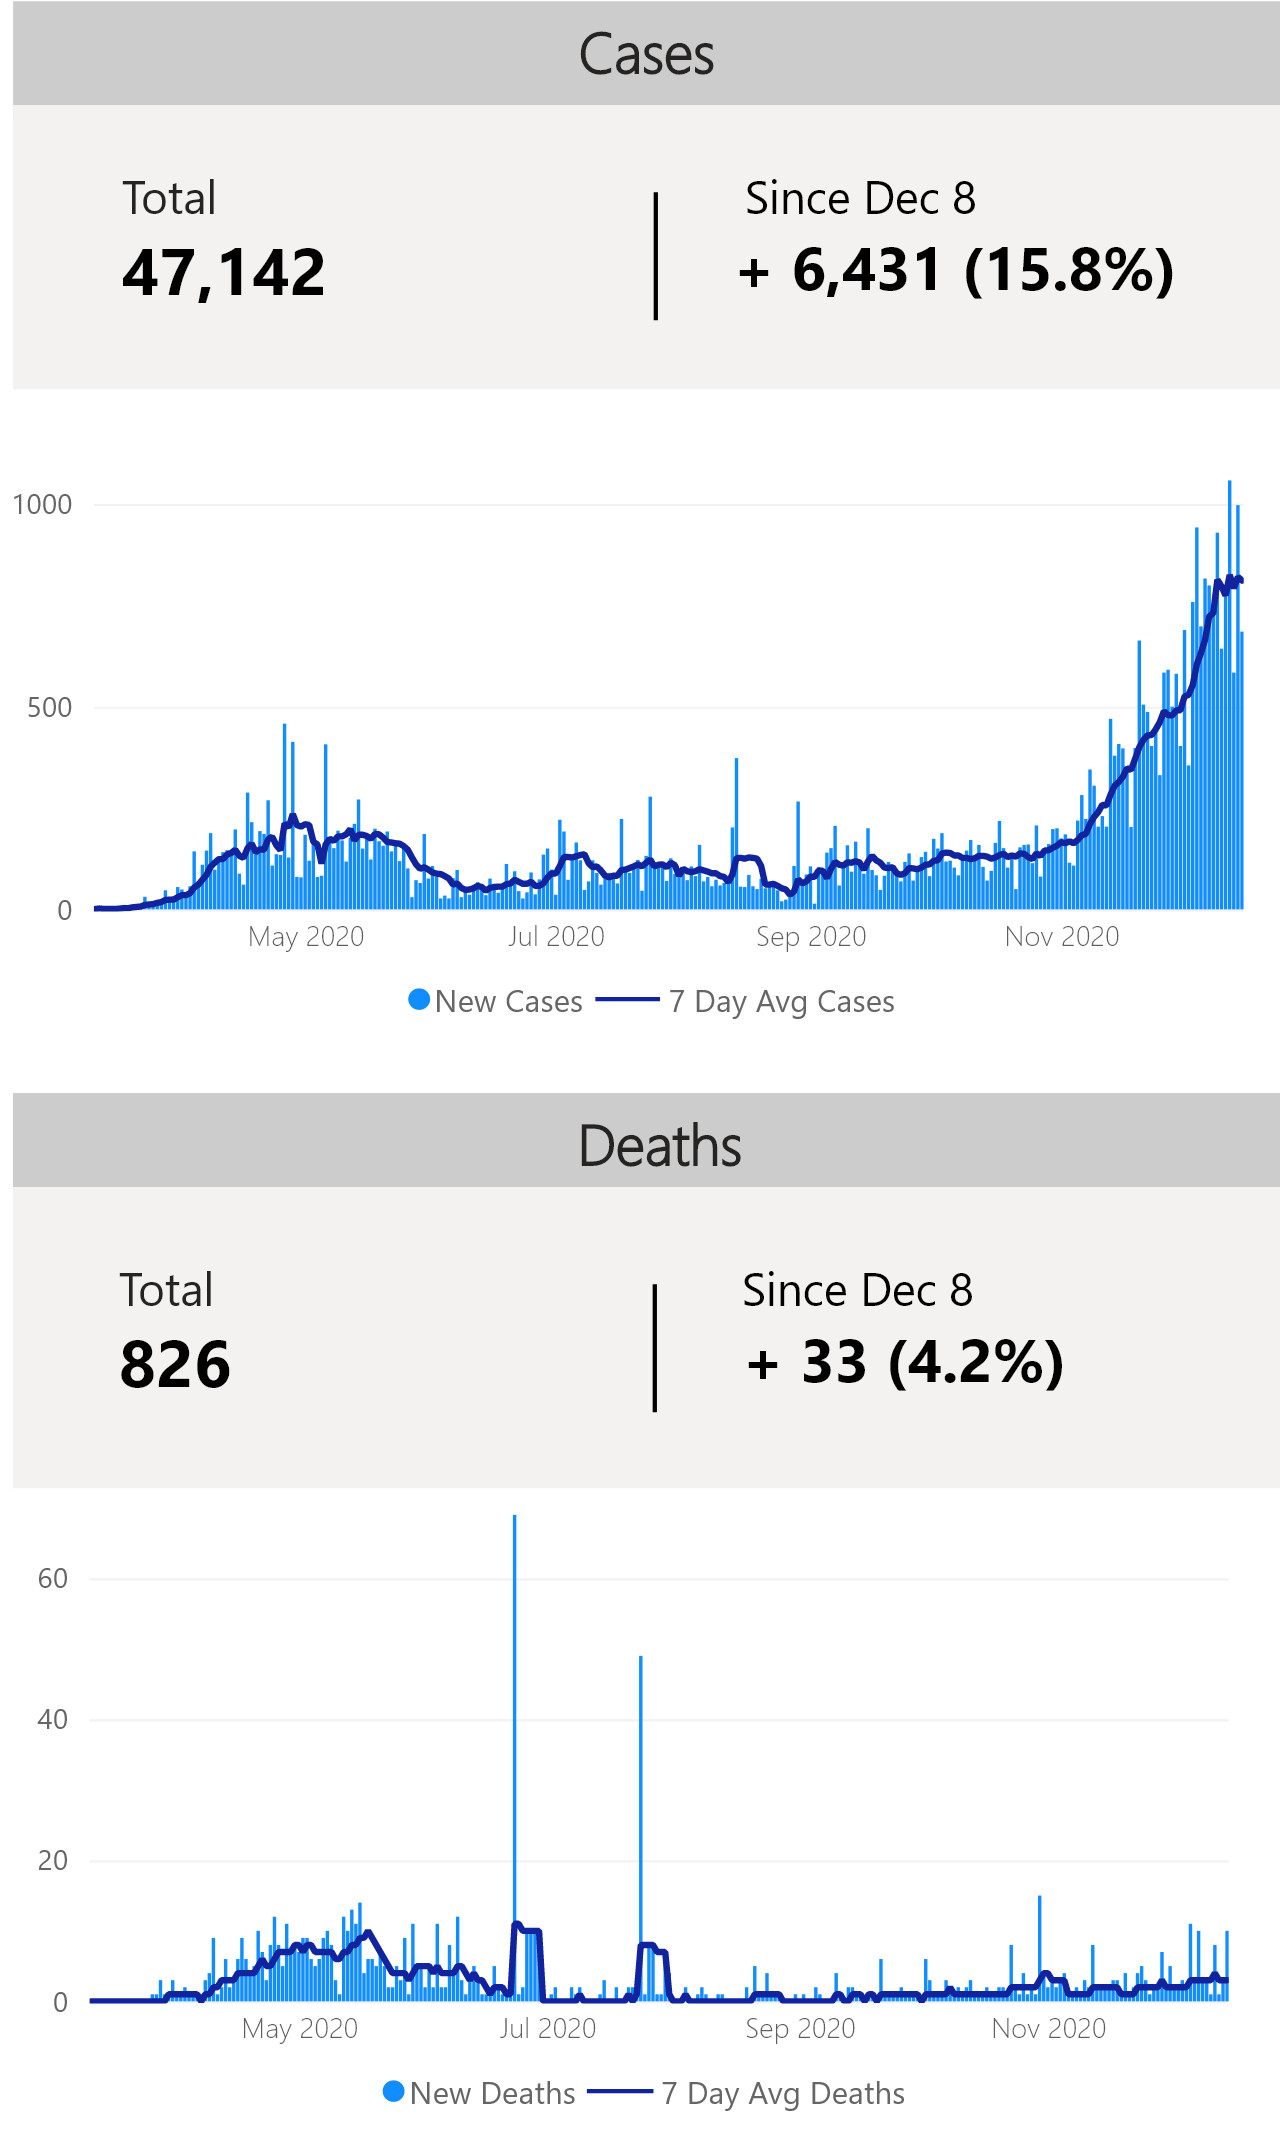 Cases
Total
Since Dec 8
47,142
+ 6,431 (15.8%)
1000
500
0
May 2020
Jul 2020
Sep 2020
Nov 2020
New Cases
7 Day Avg Cases
Deaths
Total
Since Dec 8
826
+ 33 (4.2%)
60
40
20
0
May 2020
Jul 2020
Sep 2020
Nov 2020
New Deaths
7 Day Avg Deaths